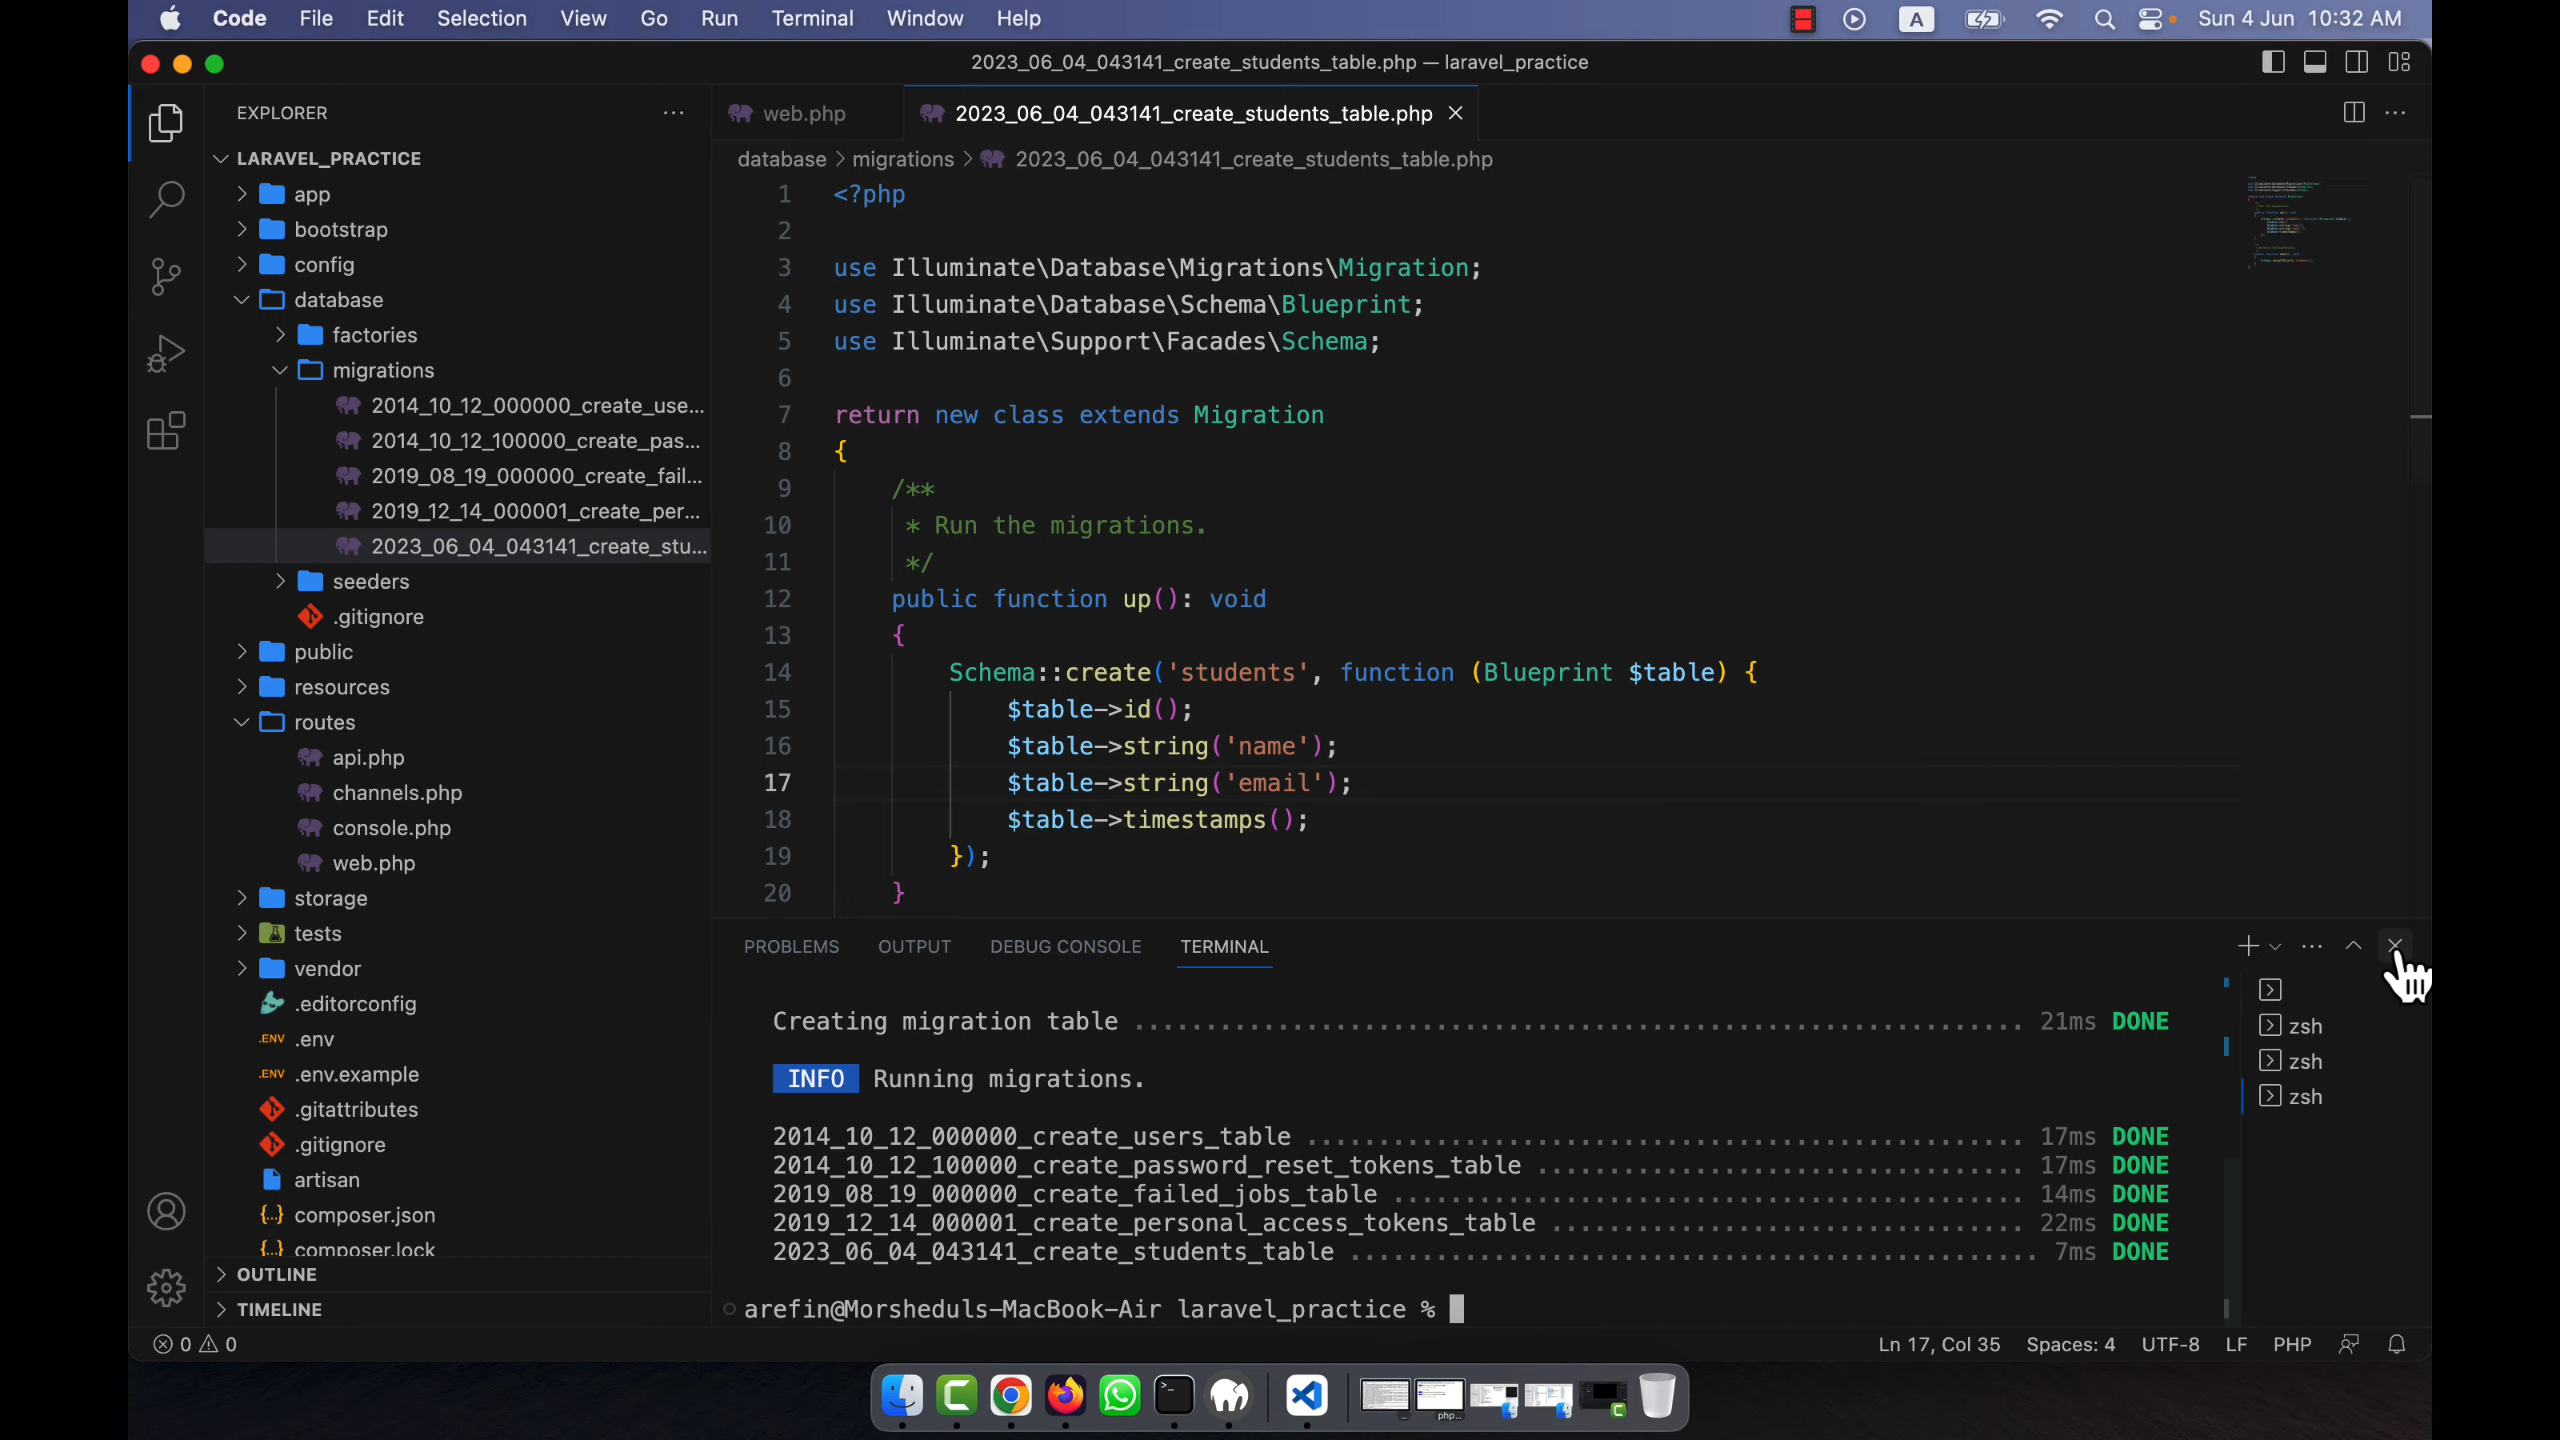 Code File Edit Selection View Go Run Terminal Window Help A Sun 4 Jun 10:32 AM
2023_06_04_043141_create_students_table.php — laravel_practice
EXPLORER
LARAVEL_PRACTICE
app
bootstrap
config
database
factories
migrations
2014_10_12_000000_create_use...
2014_10_12_100000_create_pas...
2019_08_19_000000_create_fail...
2019_12_14_000001_create_per...
2023_06_04_043141_create_stu...
seeders
.gitignore
public
resources
routes
api.php
channels.php
console.php
web.php
storage
tests
vendor
.editorconfig
.ENV .env
.ENV .env.example
.gitattributes
.gitignore
artisan
{..} composer.json
{..} composer.lock
OUTLINE
TIMELINE
web.php 2023_06_04_043141_create_students_table.php
database > migrations > 2023_06_04_043141_create_students_table.php
1 <?php
2
3 use Illuminate\Database\Migrations\Migration;
4 use Illuminate\Database\Schema\Blueprint;
5 use Illuminate\Support\Facades\Schema;
6
7 return new class extends Migration
8 {
9 /**
10 * Run the migrations.
11 */
12 public function up(): void
13 {
14 Schema::create('students', function (Blueprint $table) {
15 $table->id();
16 $table->string('name');
17 $table->string('email');
18 $table->timestamps();
19 });
20 }
PROBLEMS OUTPUT DEBUG CONSOLE TERMINAL
Creating migration table .............................................................. 21ms DONE
INFO Running migrations.
2014_10_12_000000_create_users_table .................................................. 17ms DONE
2014_10_12_100000_create_password_reset_tokens_table .................................. 17ms DONE
2019_08_19_000000_create_failed_jobs_table ............................................ 14ms DONE
2019_12_14_000001_create_personal_access_tokens_table ................................. 22ms DONE
2023_06_04_043141_create_students_table ................................................ 7ms DONE
arefin@Morsheduls-MacBook-Air laravel_practice %
zsh
zsh
zsh
0 0 Ln 17, Col 35 Spaces: 4 UTF-8 LF PHP
php...